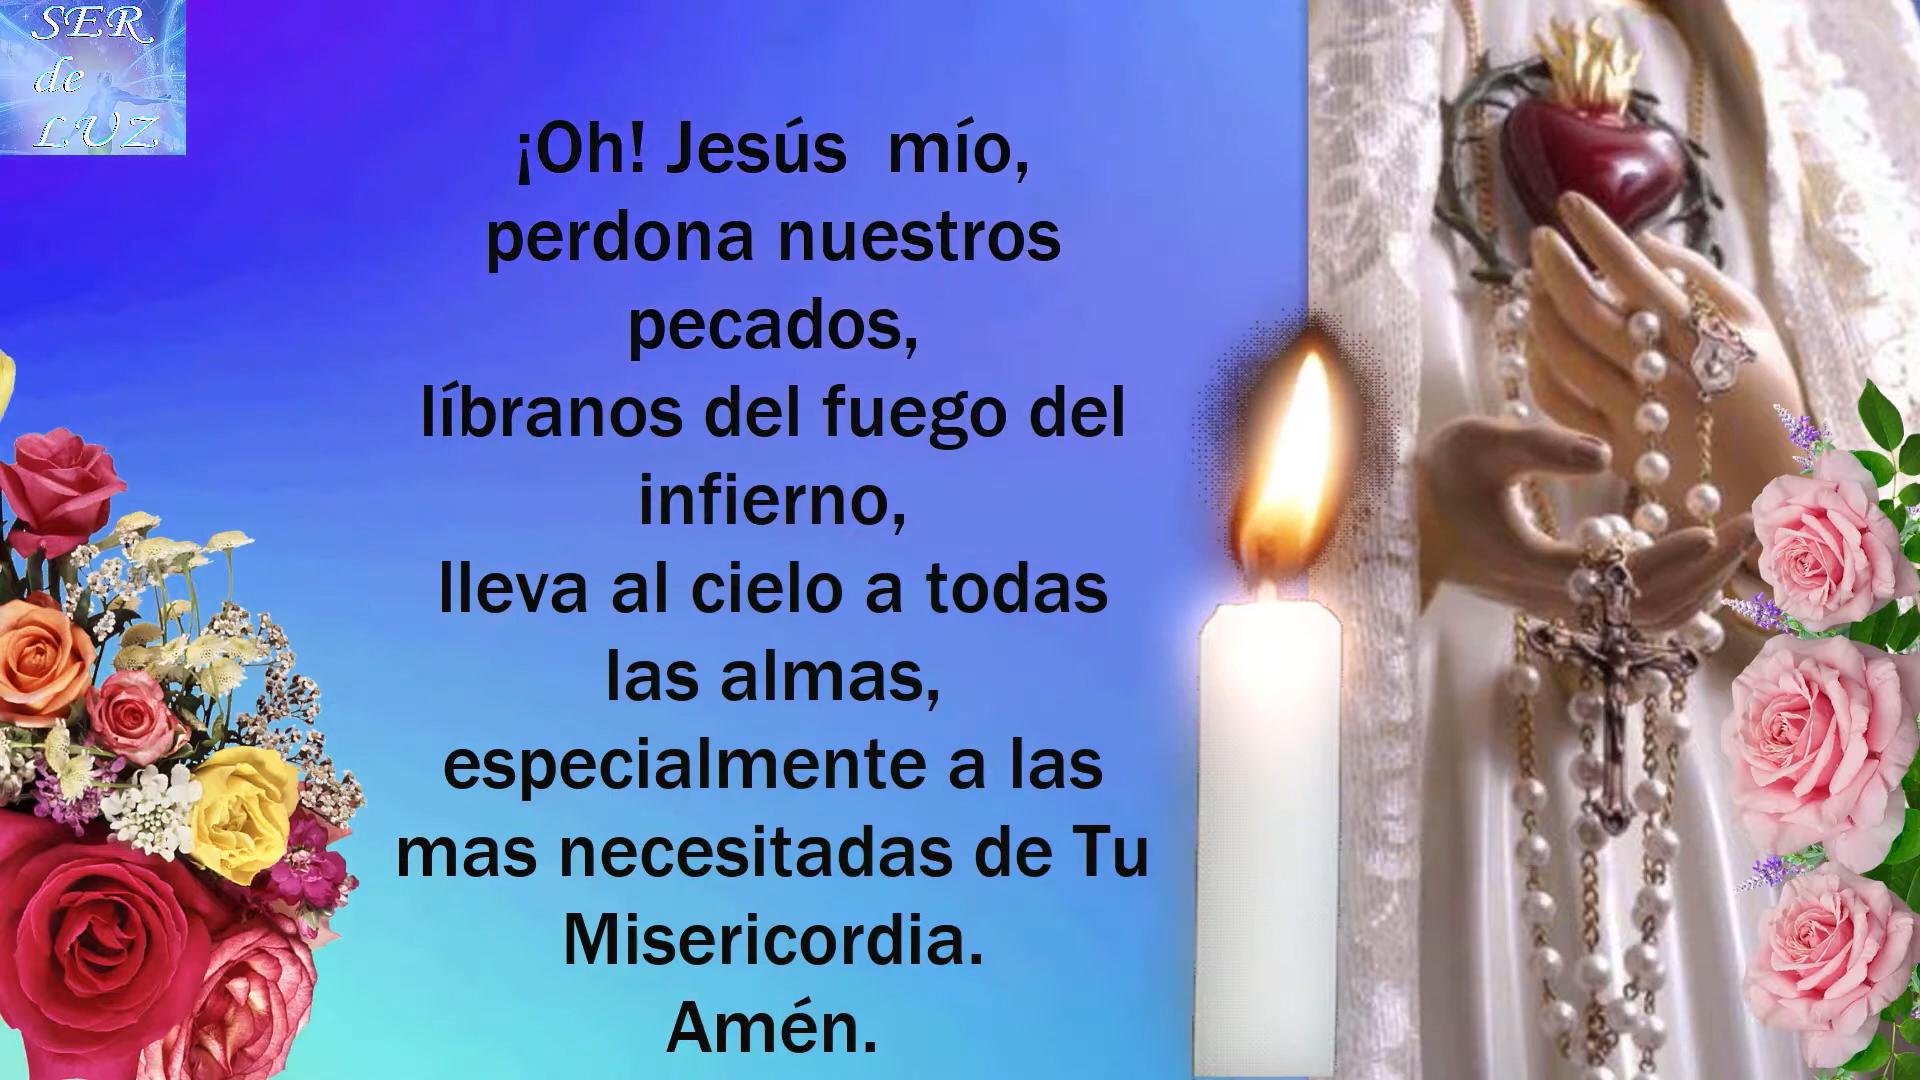 SER
de
LUZ
¡Oh! Jesús  mío,
perdona nuestros
pecados,
líbranos del fuego del
infierno,
lleva al cielo a todas
las almas,
especialmente a las
mas necesitadas de Tu
Misericordia.
Amén.